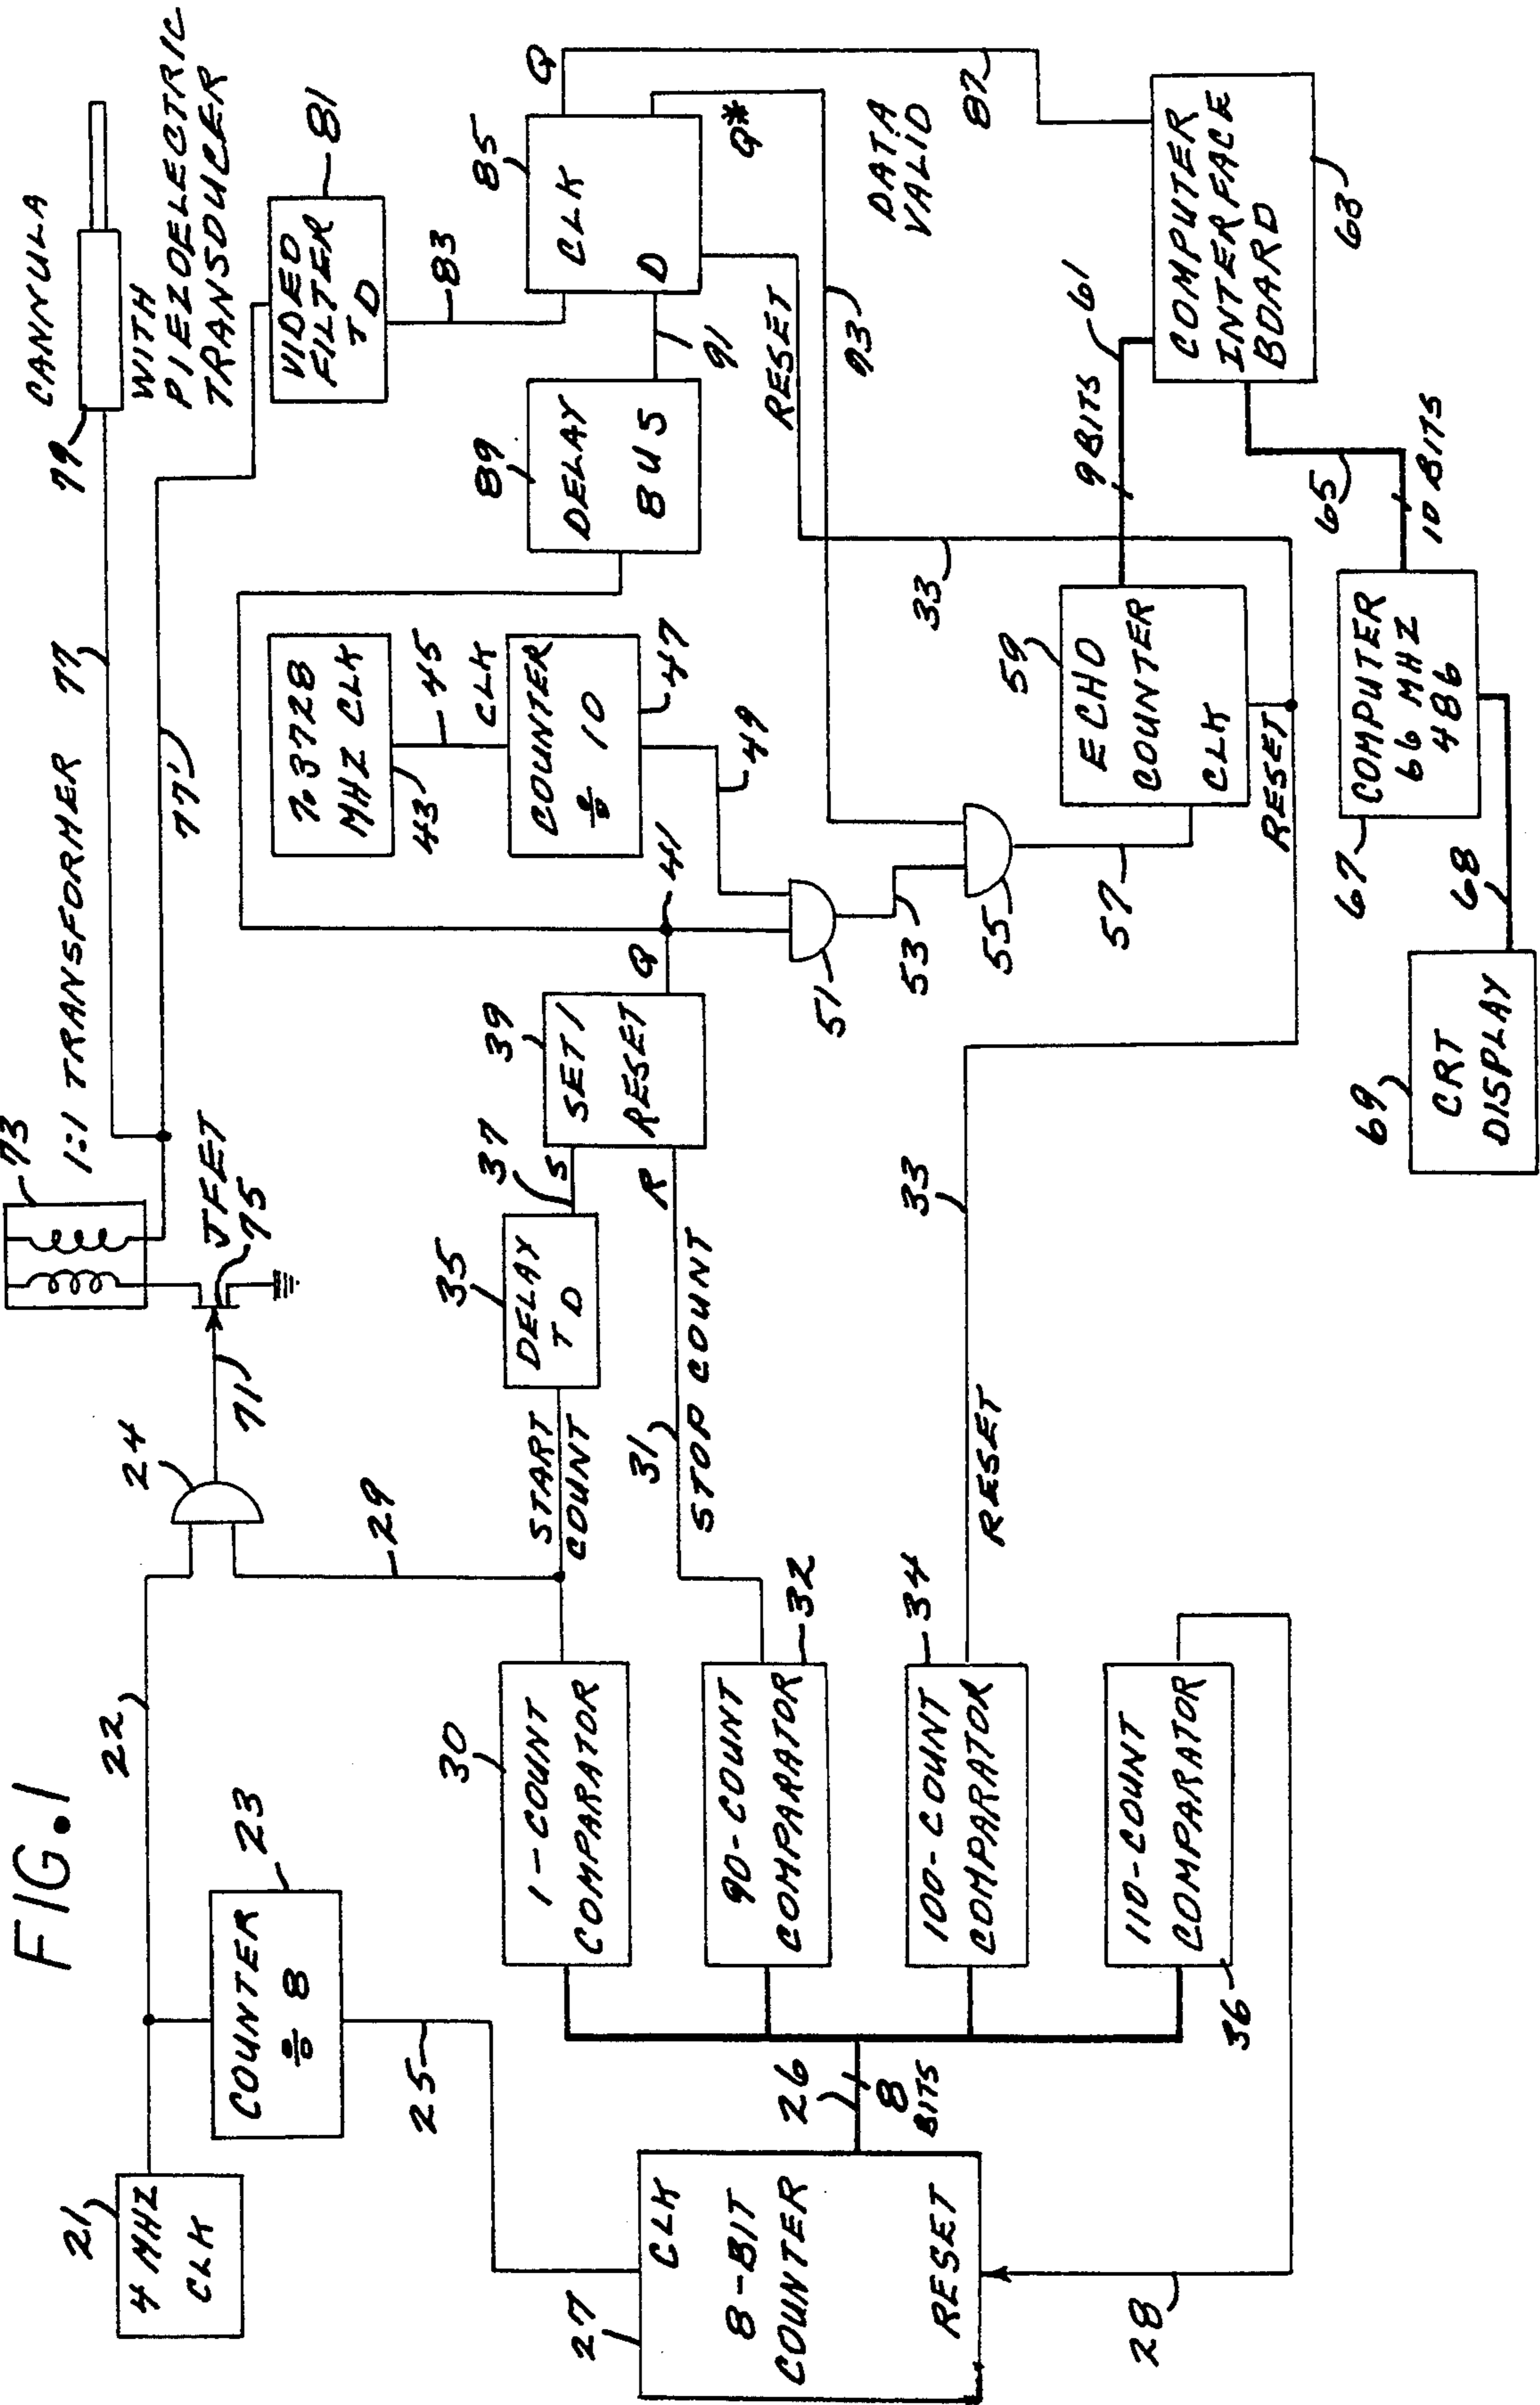 FIG. 1
21
4 MHZ
CLK
22
COUNTER
÷ 8
23
25
27
CLK
8-BIT
COUNTER
RESET
28
26
8
BITS
24
29
71
JFET
75
73
1:1 TRANSFORMER
77
77'
79
CANNULA
WITH
PIEZOELECTRIC
TRANSDUCER
30
1-COUNT
COMPARATOR
START
COUNT
35
DELAY
TD
37
S
R
39
SET/
RESET
Q
41
90-COUNT
COMPARATOR
32
31
STOP COUNT
100-COUNT
COMPARATOR
34
RESET
33
110-COUNT
COMPARATOR
36
7.3728
MHZ CLK
43
45
CLK
COUNTER
÷ 10
47
49
51
53
55
57
VIDEO
FILTER
TD
81
83
89
DELAY
8 US
91
85
CLK
D
Q
Q*
RESET
93
DATA
VALID
87
33
59
ECHO
COUNTER
CLK
RESET
9 BITS
61
COMPUTER
INTERFACE
BOARD
63
65
10 BITS
67
COMPUTER
66 MHZ
486
68
69
CRT
DISPLAY